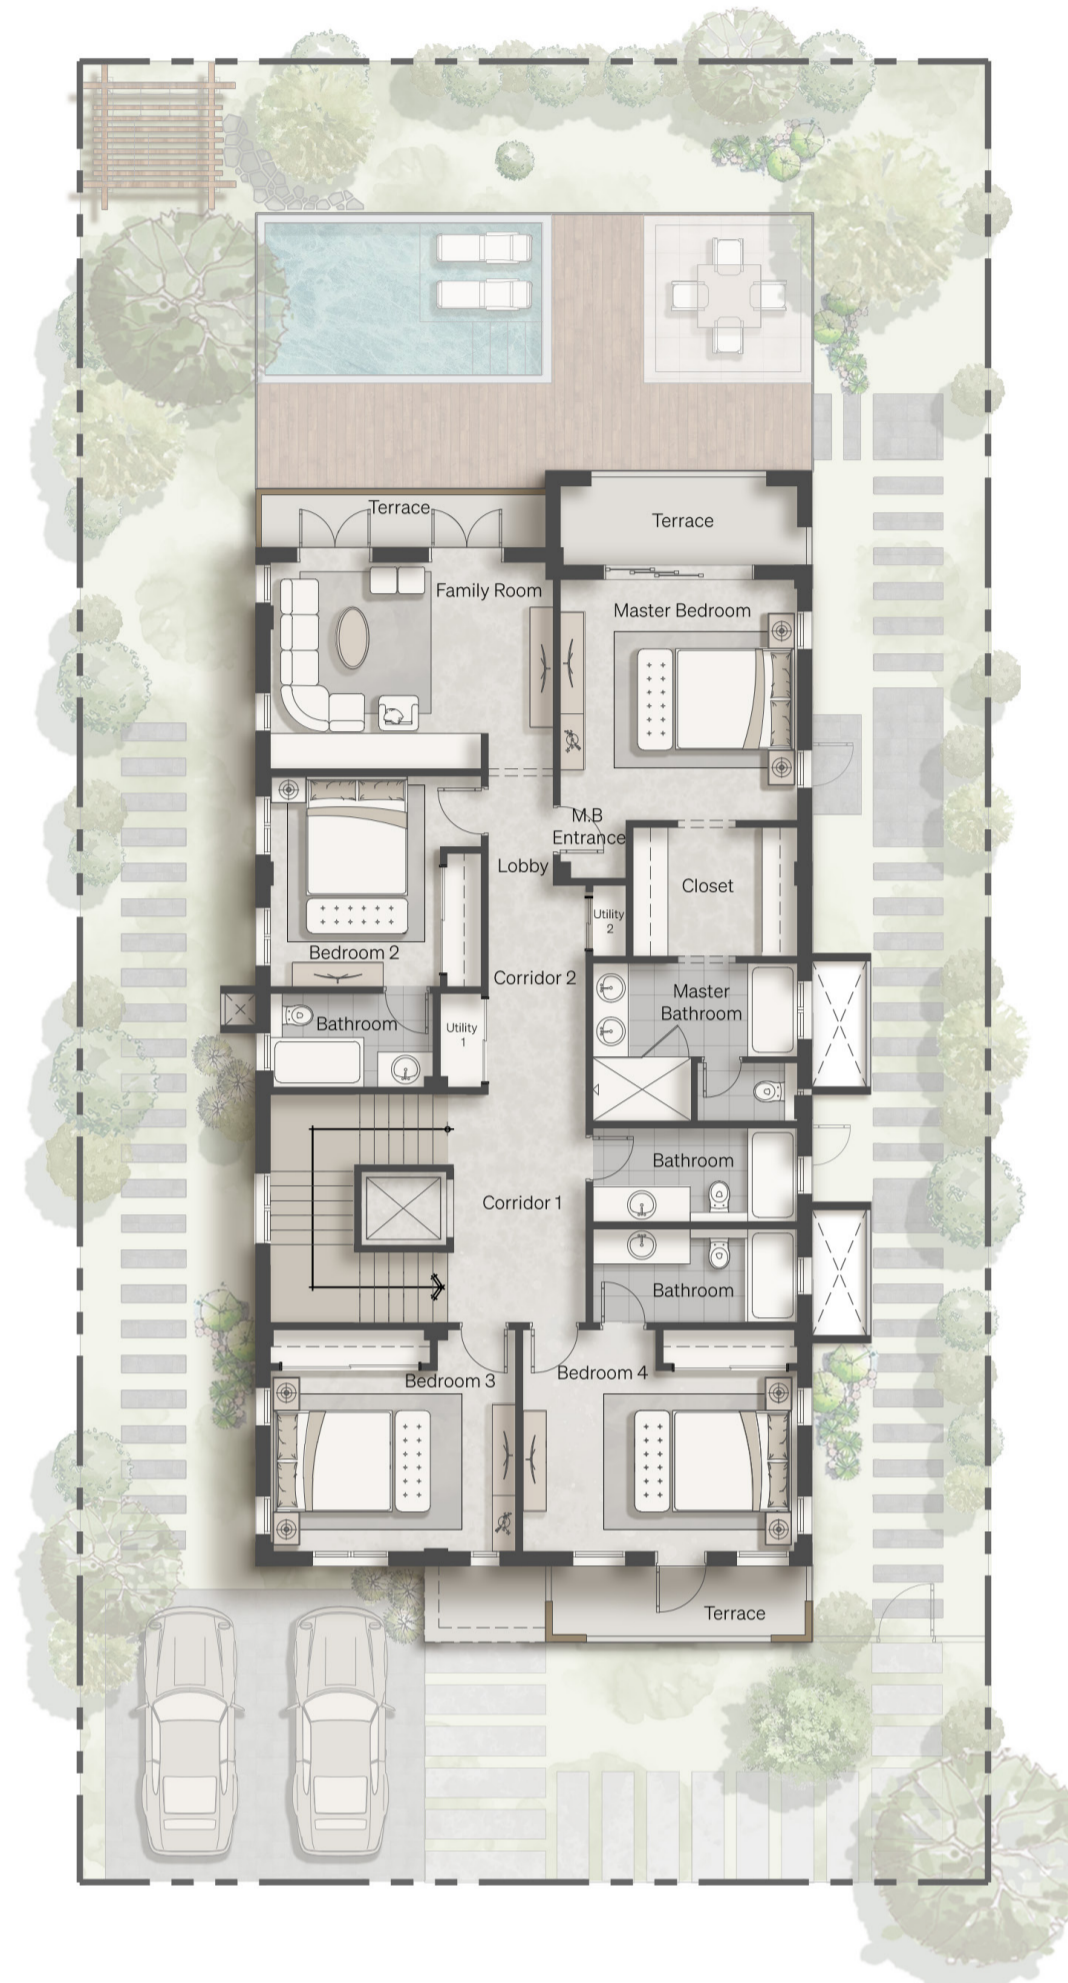 Terrace
Terrace
Family Room
Master Bedroom
M.B
Entrance
Lobby
Closet
Utility
2
Bedroom 2
Corridor 2
Master
Bathroom
Bathroom
Utility
1
Bathroom
Corridor 1
Bathroom
Bedroom 3
Bedroom 4
Terrace